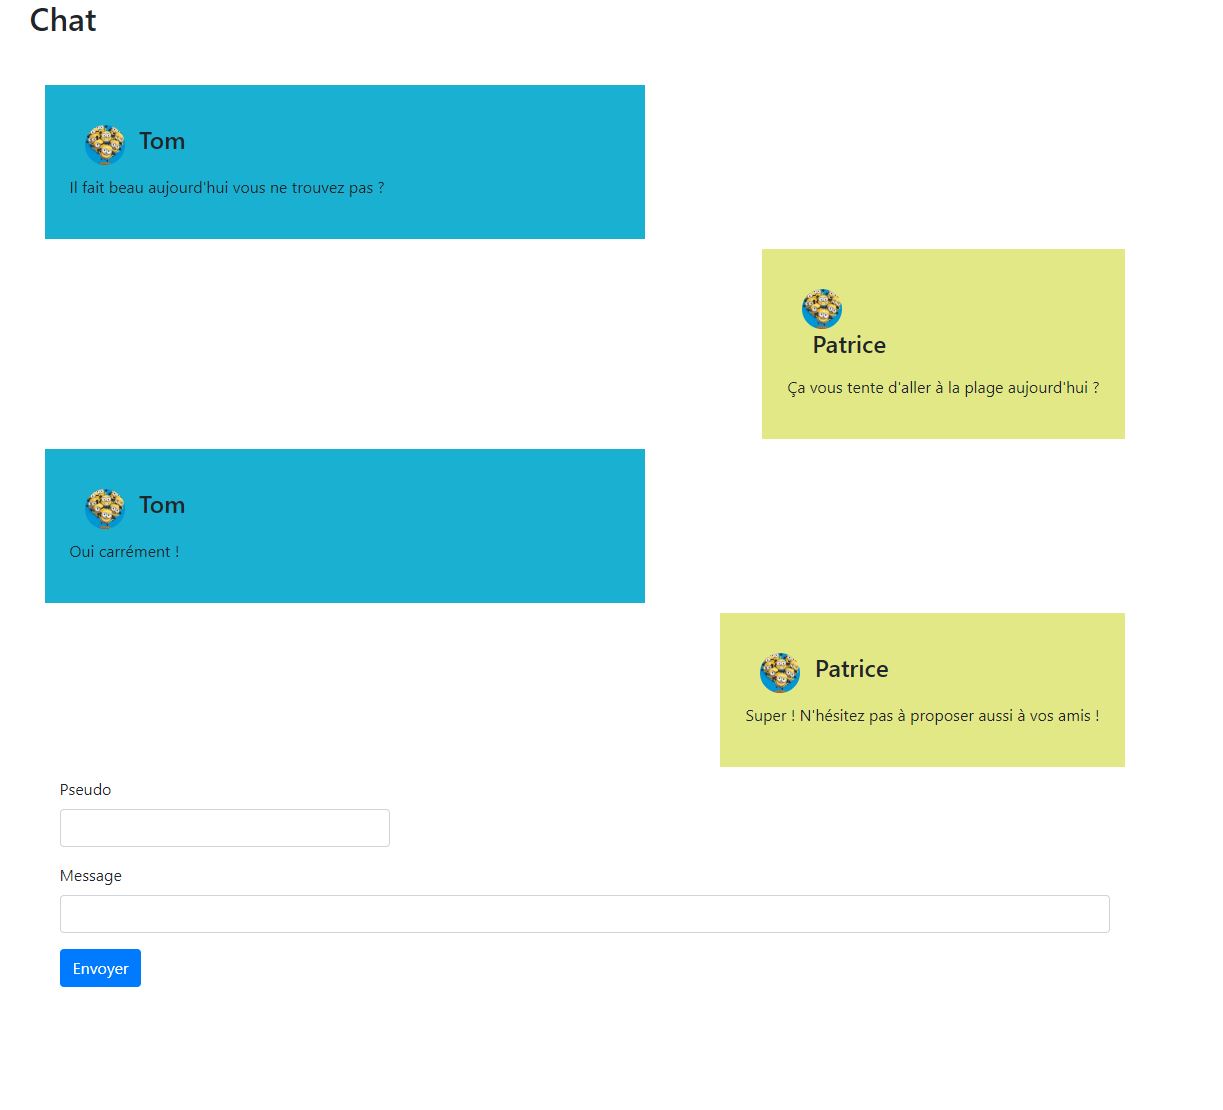 Chat
Tom
Il fait beau aujourd'hui vous ne trouvez pas ?
Patrice
Ça vous tente d'aller à la plage aujourd'hui ?
Tom
Oui carrément !
Patrice
Super ! N'hésitez pas à proposer aussi à vos amis !
Pseudo
Message
Envoyer